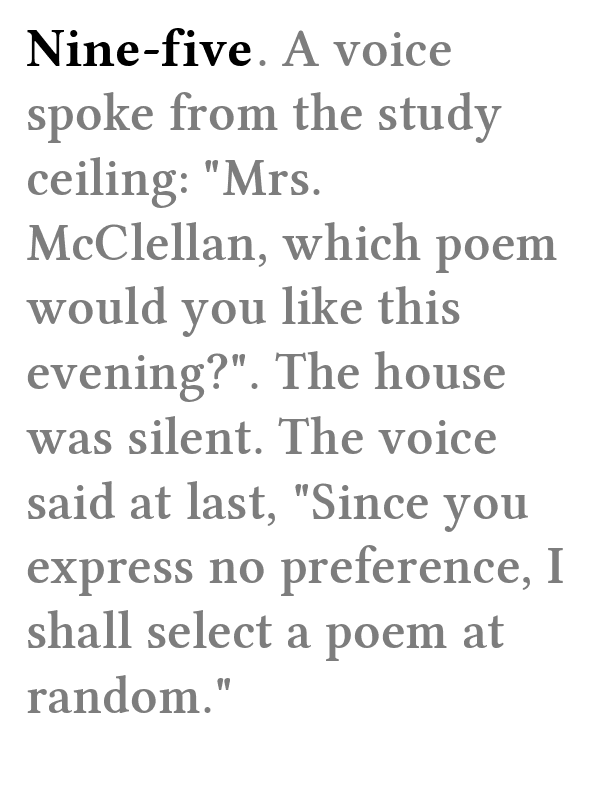 Nine-five. A voice
spoke from the study
ceiling: "Mrs.
McClellan, which poem
would you like this
evening?". The house
was silent. The voice
said at last, "Since you
express no preference, I
shall select a poem at
random."